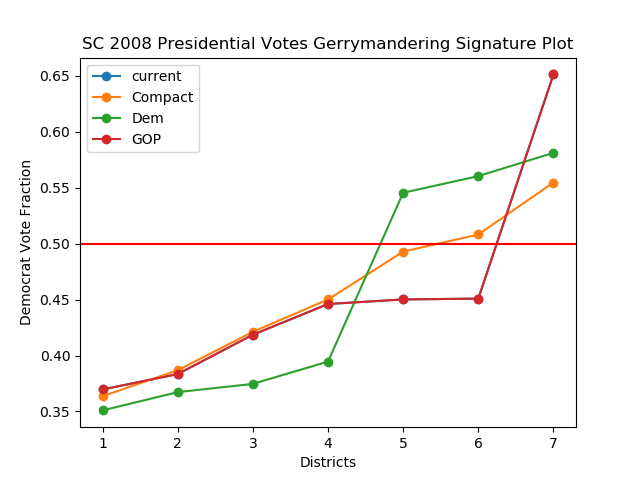 SC 2008 Presidential Votes Gerrymandering Signature Plot
current
Compact
Dem
GOP
0.65
0.60
0.55
0.50
0.45
0.40
0.35
Democrat Vote Fraction
1 2 3 4 5 6 7
Districts